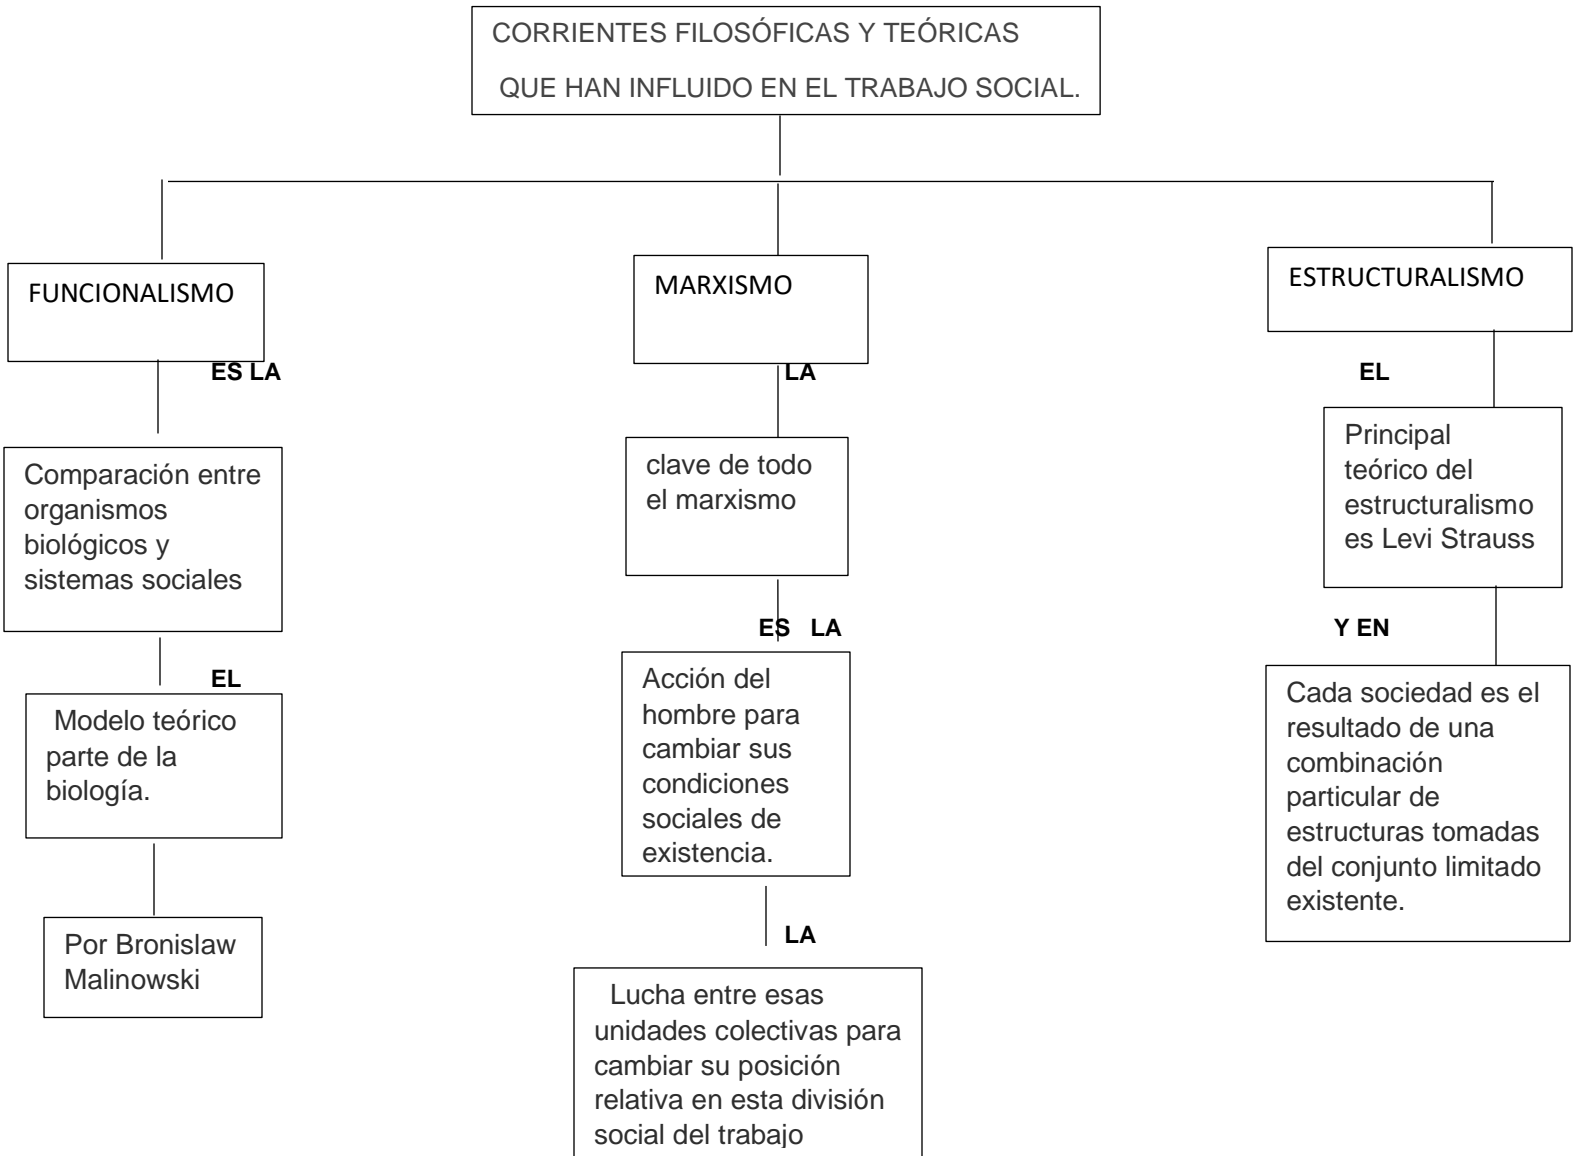 CORRIENTES FILOSÓFICAS Y TEÓRICAS
QUE HAN INFLUIDO EN EL TRABAJO SOCIAL.
FUNCIONALISMO
ES LA
Comparación entre
organismos
biológicos y
sistemas sociales
EL
Modelo teórico
parte de la
biología.
Por Bronislaw
Malinowski
MARXISMO
LA
clave de todo
el marxismo
ES LA
Acción del
hombre para
cambiar sus
condiciones
sociales de
existencia.
LA
Lucha entre esas
unidades colectivas para
cambiar su posición
relativa en esta división
social del trabajo
ESTRUCTURALISMO
EL
Principal
teórico del
estructuralismo
es Levi Strauss
Y EN
Cada sociedad es el
resultado de una
combinación
particular de
estructuras tomadas
del conjunto limitado
existente.